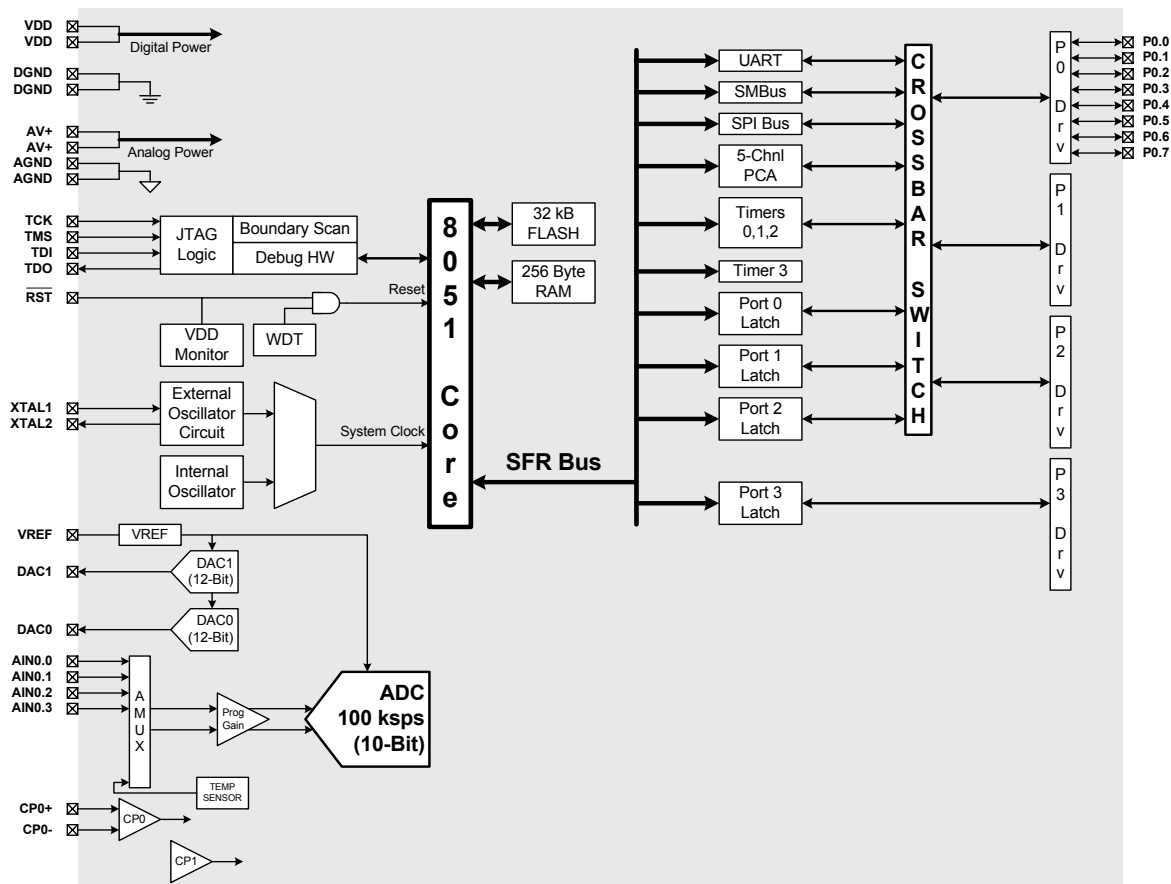 VDD
VDD
Digital Power
DGND
DGND
AV+
AV+
Analog Power
AGND
AGND
TCK
TMS
TDI
TDO
JTAG
Logic
Boundary Scan
Debug HW
RST
VDD
Monitor
WDT
Reset
XTAL1
XTAL2
External
Oscillator
Circuit
Internal
Oscillator
System Clock
8051 Core
32 kB
FLASH
256 Byte
RAM
SFR Bus
VREF
VREF
DAC1
DAC1
(12-Bit)
DAC0
DAC0
(12-Bit)
AIN0.0
AIN0.1
AIN0.2
AIN0.3
AMUX
Prog
Gain
ADC
100 ksps
(10-Bit)
TEMP
SENSOR
CP0+
CP0-
CP0
CP1
UART
SMBus
SPI Bus
5-Chnl
PCA
Timers
0,1,2
Timer 3
Port 0
Latch
Port 1
Latch
Port 2
Latch
Port 3
Latch
CROSSBAR SWITCH
P0 Drv
P1 Drv
P2 Drv
P3 Drv
P0.0
P0.1
P0.2
P0.3
P0.4
P0.5
P0.6
P0.7